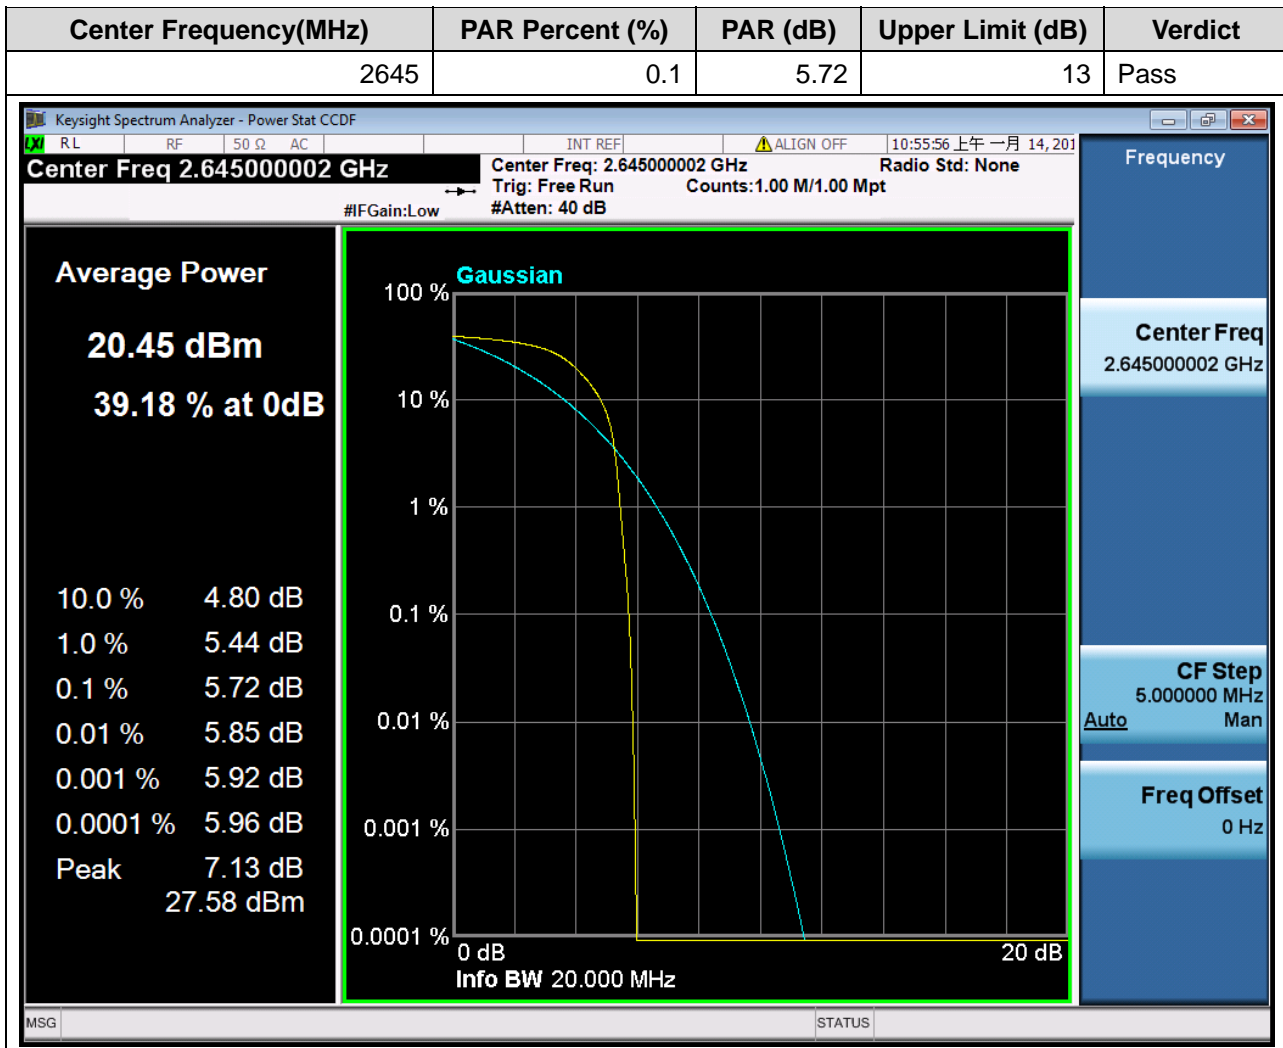 Center Frequency(MHz) PAR Percent (%) PAR (dB) Upper Limit (dB) Verdict
2645 0.1 5.72 13 Pass
Keysight Spectrum Analyzer - Power Stat CCDF
LXI RL RF 50 Ω AC INT REF ALIGN OFF 10:55:56 上午 一月 14, 201
Center Freq 2.645000002 GHz
Center Freq: 2.645000002 GHz Radio Std: None
Trig: Free Run Counts:1.00 M/1.00 Mpt
#IFGain:Low #Atten: 40 dB
Average Power
20.45 dBm
39.18 % at 0dB
10.0 % 4.80 dB
1.0 % 5.44 dB
0.1 % 5.72 dB
0.01 % 5.85 dB
0.001 % 5.92 dB
0.0001 % 5.96 dB
Peak 7.13 dB
27.58 dBm
Gaussian
100 %
10 %
1 %
0.1 %
0.01 %
0.001 %
0.0001 %
0 dB 20 dB
Info BW 20.000 MHz
Frequency
Center Freq
2.645000002 GHz
CF Step
5.000000 MHz
Auto Man
Freq Offset
0 Hz
MSG STATUS